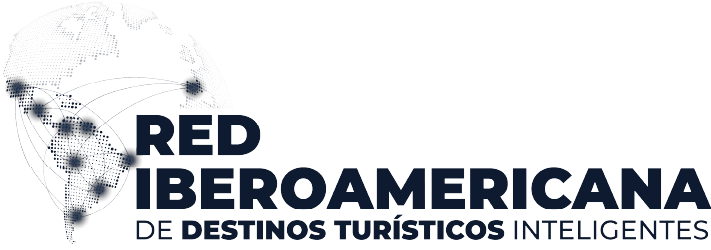 RED
IBEROAMERICANA
DE DESTINOS TURÍSTICOS INTELIGENTES